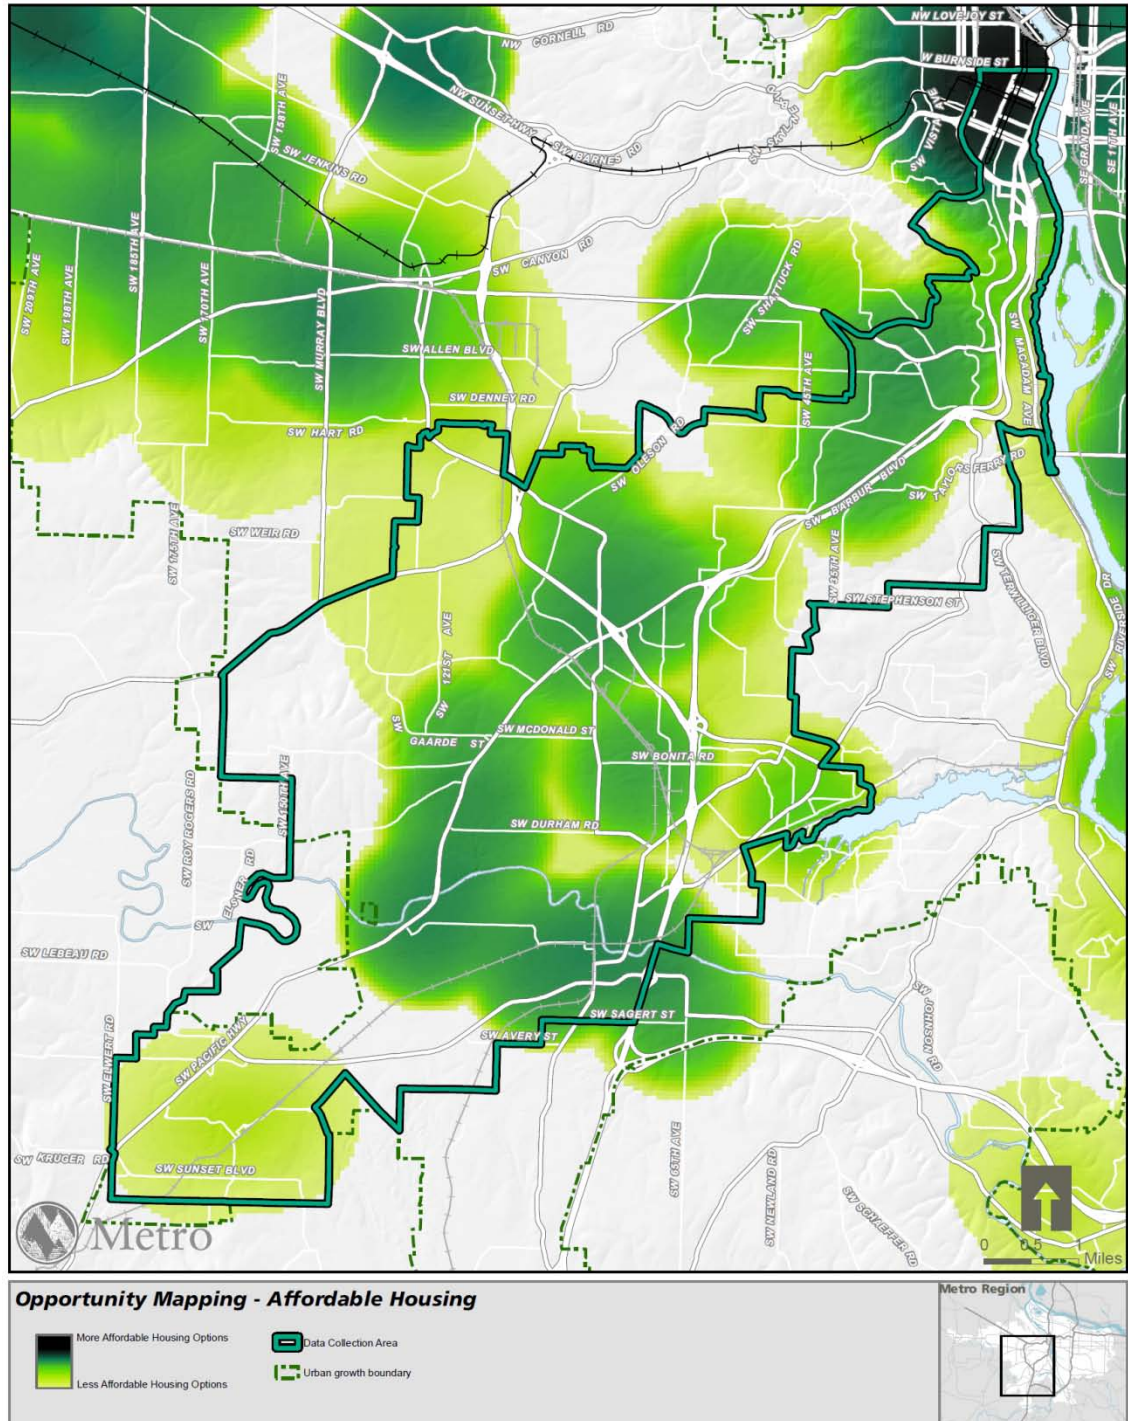 NW LOVEJOY ST
NW CORNELL RD
W BURNSIDE ST
SW 158TH AVE
NW SUNSET HWY
SW SKYLINE BLVD
SW VISTA AVE
SE GRAND AVE
SE 11TH AVE
SW JENKINS RD
SW BARNES RD
SW 185TH AVE
SW CANYON RD
SW SHATTUCK RD
SW 209TH AVE
SW 198TH AVE
SW 170TH AVE
SW MURRAY BLVD
SW ALLEN BLVD
SW MACADAM AVE
SW 45TH AVE
SW DENNEY RD
SW HART RD
SW OLESON RD
SW BARBUR BLVD
SW TAYLORS FERRY RD
SW 175TH AVE
SW WEIR RD
SW 35TH AVE
SW STEPHENSON ST
SW TERWILLIGER BLVD
SW RIVERSIDE DR
SW 121ST AVE
SW GAARDE ST
SW MCDONALD ST
SW BONITA RD
SW ROY ROGERS RD
SW 150TH AVE
SW DURHAM RD
SW ELSNER RD
SW LEBEAU RD
SW JOHNSON RD
SW SAGERT ST
SW AVERY ST
SW ELWERT RD
SW PACIFIC HWY
SW KRUGER RD
SW SUNSET BLVD
SW 65TH AVE
SW NEWLAND RD
SW SCHAEFFER RD
Metro
0 0.5 1
Miles
Opportunity Mapping - Affordable Housing
Metro Region
More Affordable Housing Options
Less Affordable Housing Options
Data Collection Area
Urban growth boundary